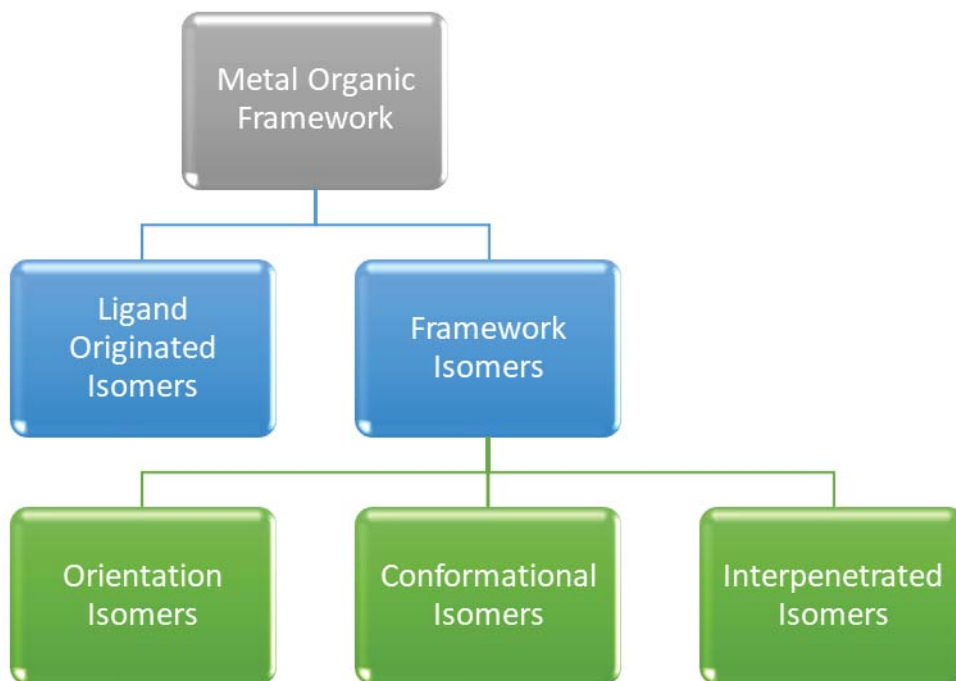 Metal Organic
Framework
Ligand
Originated
Isomers
Framework
Isomers
Orientation
Isomers
Conformational
Isomers
Interpenetrated
Isomers